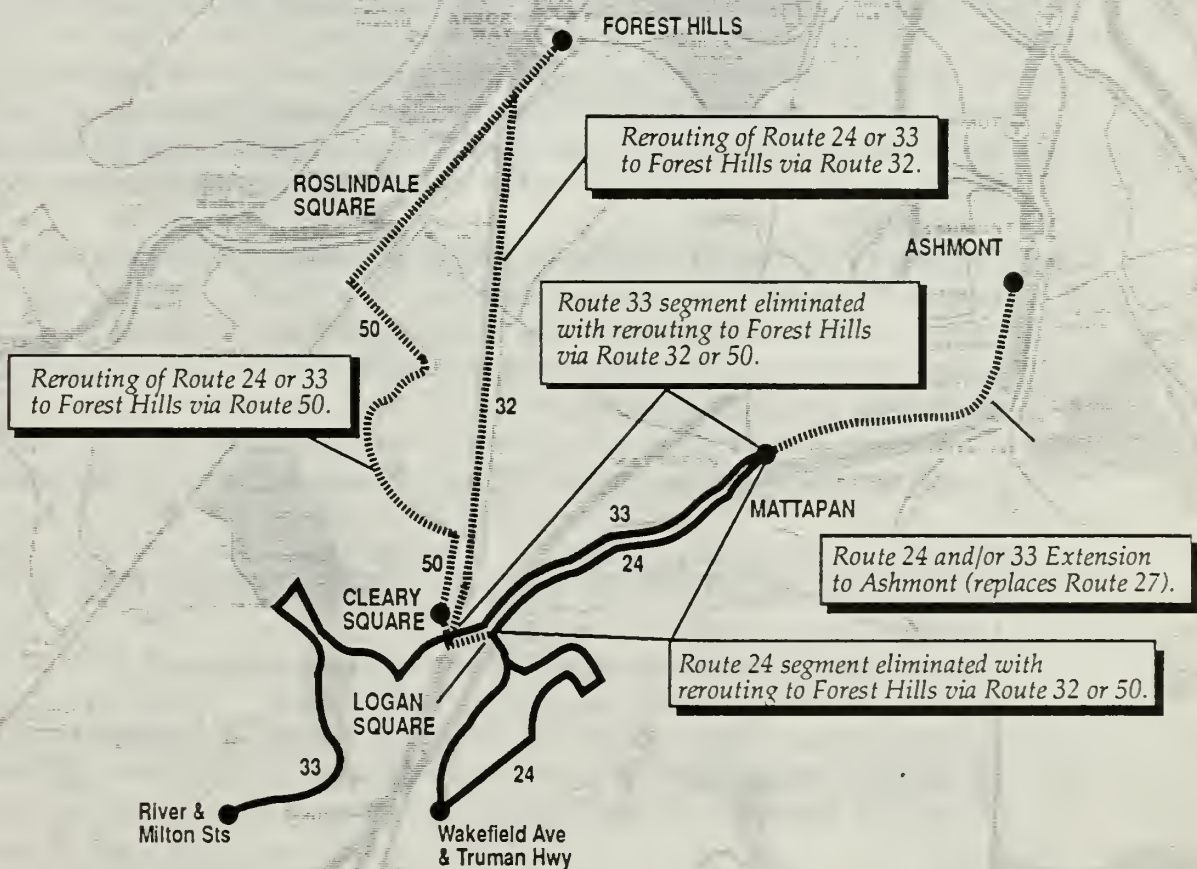 FOREST HILLS
Rerouting of Route 24 or 33
to Forest Hills via Route 32.
ROSLINDALE
SQUARE
ASHMONT
Route 33 segment eliminated
with rerouting to Forest Hills
via Route 32 or 50.
50
Rerouting of Route 24 or 33
to Forest Hills via Route 50.
32
MATTAPAN
33
24
Route 24 and/or 33 Extension
to Ashmont (replaces Route 27).
50
CLEARY
SQUARE
Route 24 segment eliminated with
rerouting to Forest Hills via Route 32 or 50.
LOGAN
SQUARE
33
24
River &
Milton Sts
Wakefield Ave
& Truman Hwy